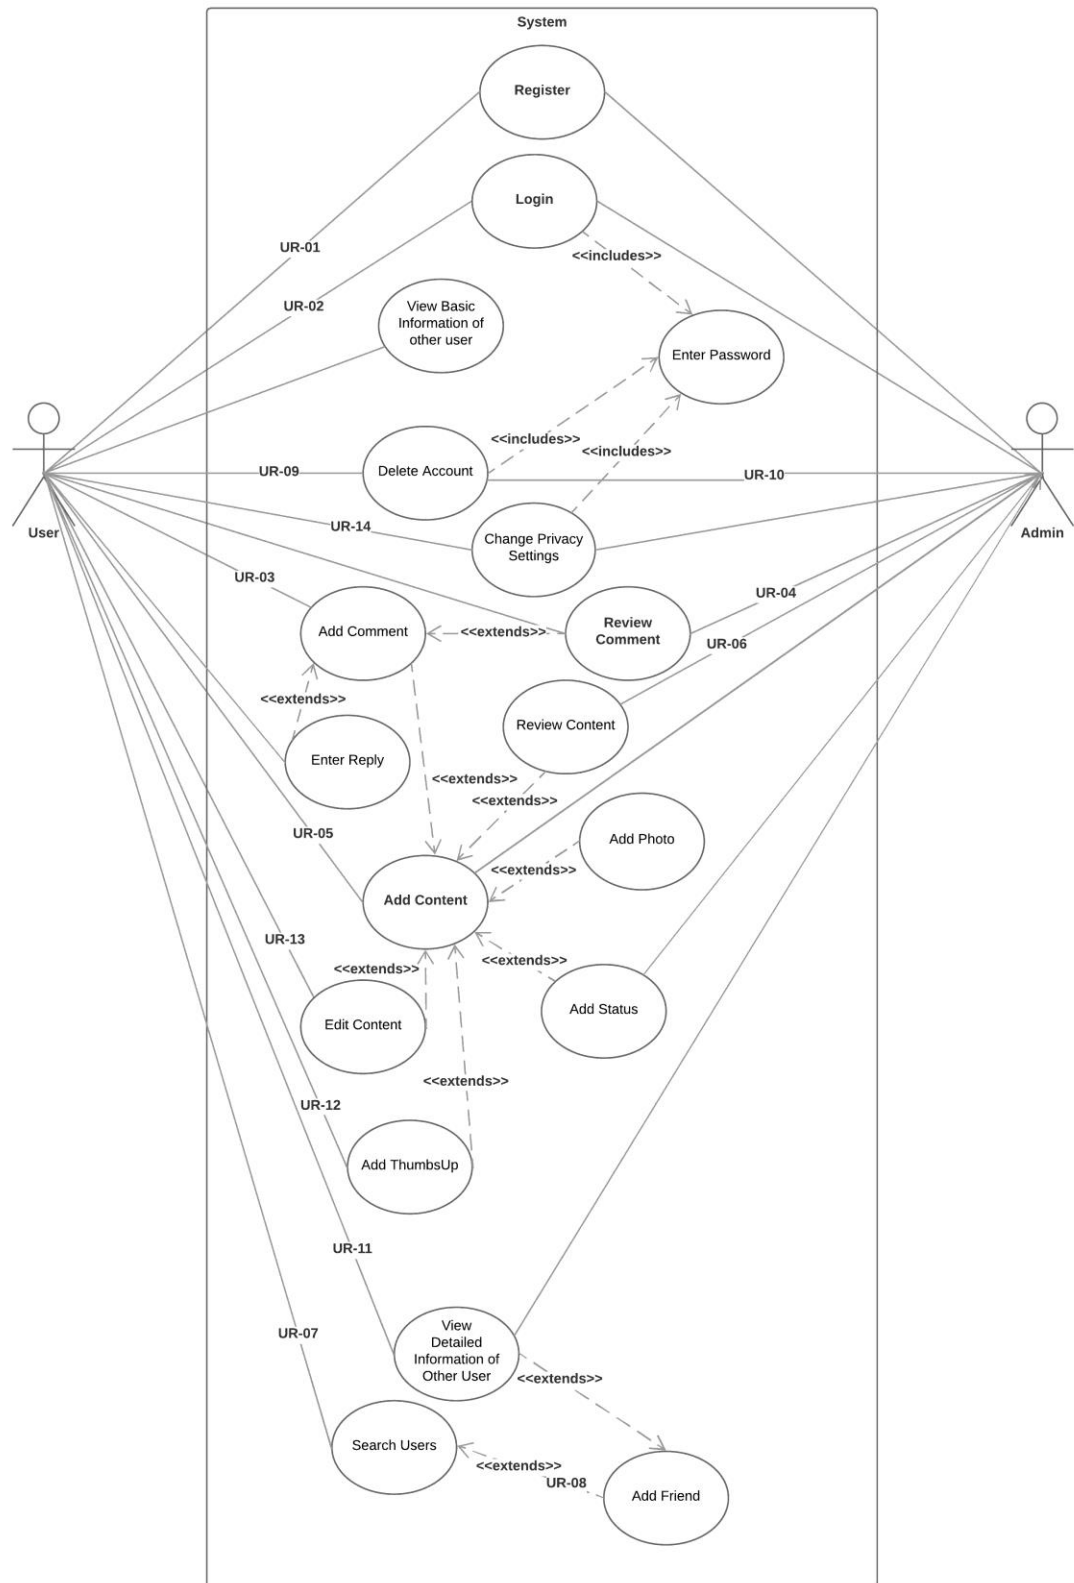 System
Register
Login
UR-01
<<includes>>
UR-02
View Basic
Information of
other user
Enter Password
<<includes>>
<<includes>>
UR-09
Delete Account
UR-10
User
UR-14
Change Privacy
Settings
Admin
UR-03
UR-04
Add Comment
<<extends>>
Review
Comment
UR-06
<<extends>>
Review Content
Enter Reply
<<extends>>
<<extends>>
UR-05
Add Photo
<<extends>>
Add Content
UR-13
<<extends>>
<<extends>>
Edit Content
Add Status
<<extends>>
UR-12
Add ThumbsUp
UR-11
UR-07
View
Detailed
Information of
Other User
<<extends>>
Search Users
<<extends>>
UR-08
Add Friend